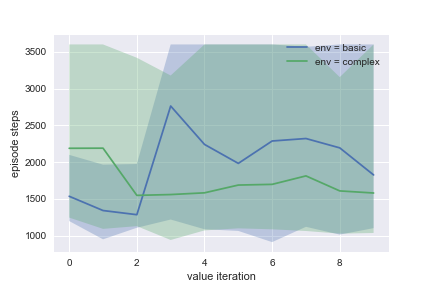 3500
3000
2500
2000
1500
1000
episode steps
env = basic
env = complex
0 2 4 6 8
value iteration